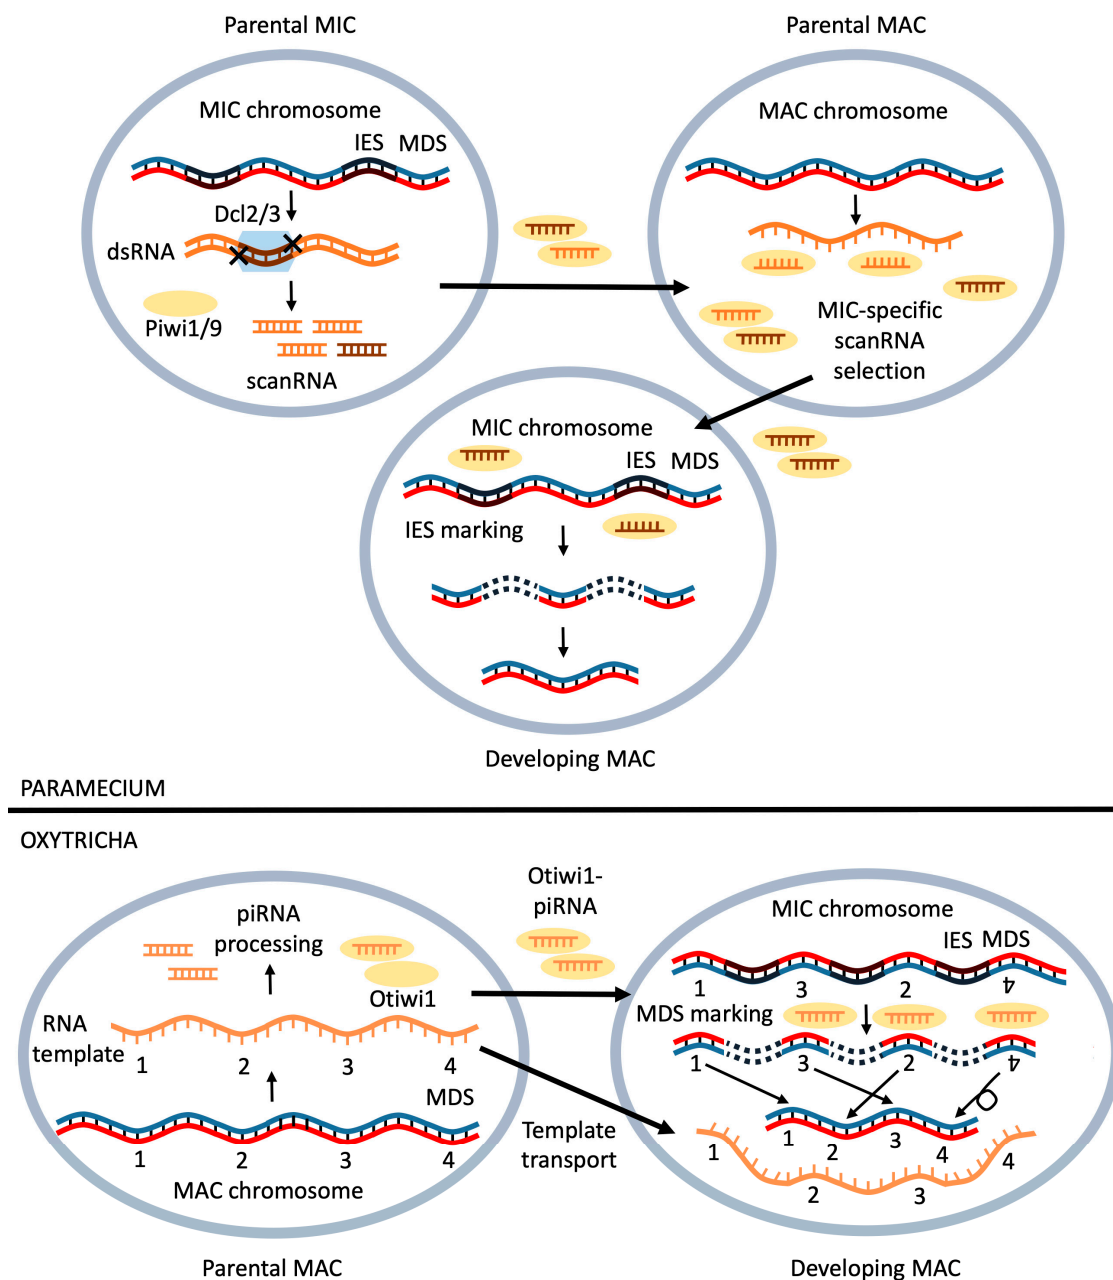 Parental MIC
Parental MAC
MIC chromosome
IES MDS
Dcl2/3
dsRNA
Piwi1/9
scanRNA
MAC chromosome
MIC-specific
scanRNA
selection
MIC chromosome
IES MDS
IES marking
Developing MAC
PARAMECIUM
OXYTRICHA
piRNA
processing
Otiwi1
RNA
template
1 2 3 4
MDS
1 2 3 4
MAC chromosome
Parental MAC
Otiwi1-
piRNA
Template
transport
MIC chromosome
IES MDS
1 3 2 4
MDS marking
1 3 2 4
1 2 3 4
1 2 3 4
Developing MAC